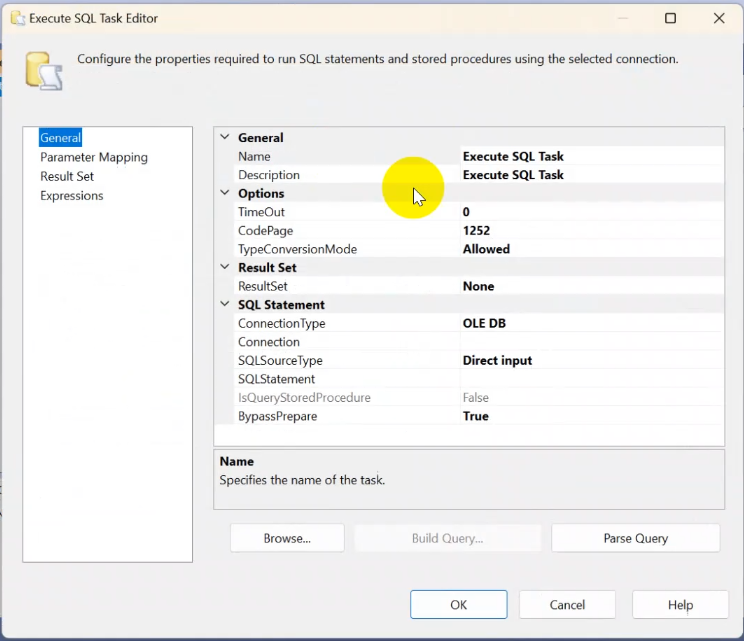 Execute SQL Task Editor
Configure the properties required to run SQL statements and stored procedures using the selected connection.
General
Parameter Mapping
Result Set
Expressions
General
Name Execute SQL Task
Description Execute SQL Task
Options
TimeOut 0
CodePage 1252
TypeConversionMode Allowed
Result Set
ResultSet None
SQL Statement
ConnectionType OLE DB
Connection
SQLSourceType Direct input
SQLStatement
IsQueryStoredProcedure False
BypassPrepare True
Name
Specifies the name of the task.
Browse... Build Query... Parse Query
OK Cancel Help